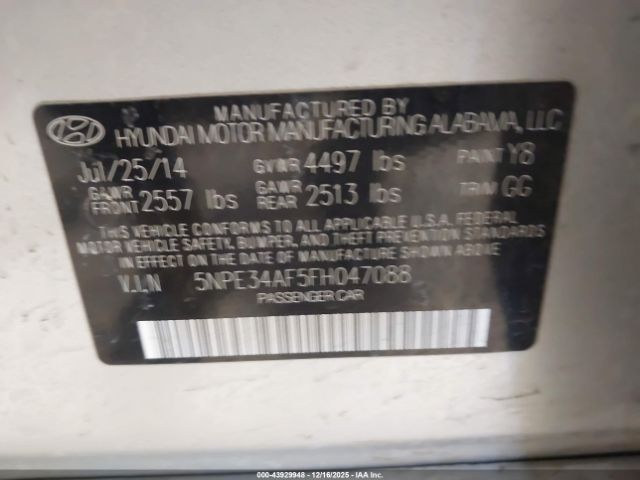 MANUFACTURED BY
HYUNDAI MOTOR MANUFACTURING ALABAMA, LLC
Jul/25/14 GVWR 4497 lbs PAINT Y8
GAWR FRONT 2557 lbs GAWR REAR 2513 lbs TRIM GG
THIS VEHICLE CONFORMS TO ALL APPLICABLE U.S.A. FEDERAL
MOTOR VEHICLE SAFETY, BUMPER, AND THEFT PREVENTION
STANDARDS IN EFFECT ON THE DATE OF MANUFACTURE SHOWN ABOVE
V.I.N 5NPE34AF5FH047088
PASSENGER CAR
000-43929948 - 12/16/2025 - IAA Inc.